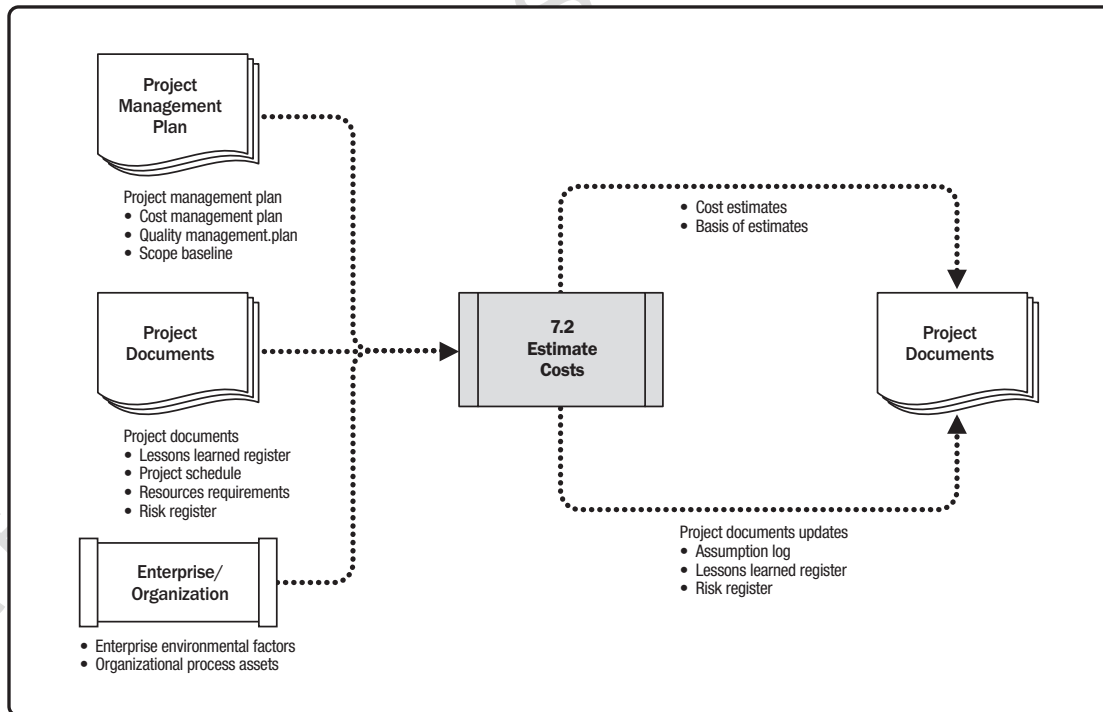 Project
Management
Plan
Project management plan
• Cost management plan
• Quality management.plan
• Scope baseline
Project
Documents
Project documents
• Lessons learned register
• Project schedule
• Resources requirements
• Risk register
Enterprise/
Organization
• Enterprise environmental factors
• Organizational process assets
7.2
Estimate
Costs
• Cost estimates
• Basis of estimates
Project
Documents
Project documents updates
• Assumption log
• Lessons learned register
• Risk register